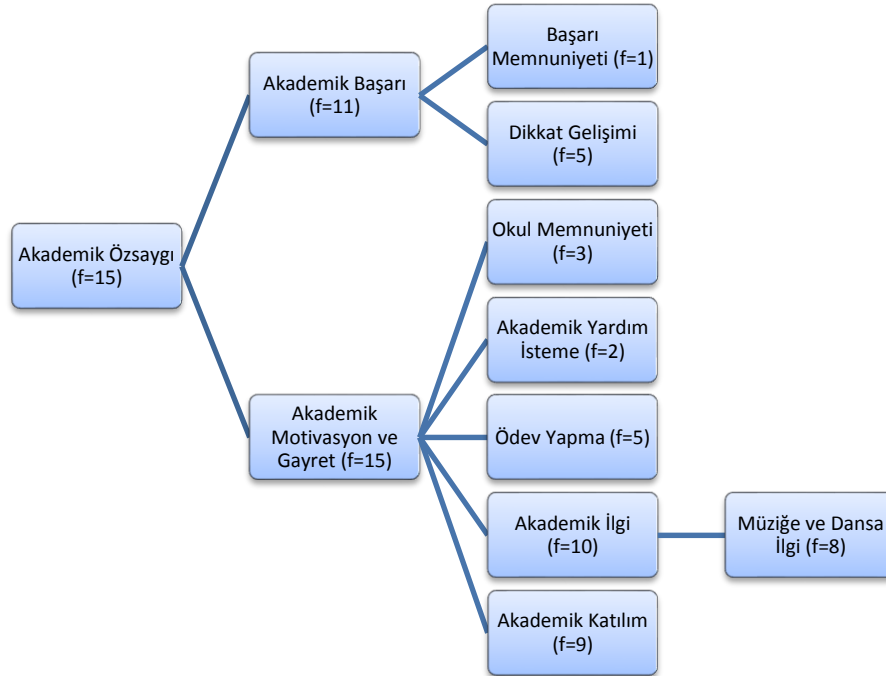 Akademik Özsaygı
(f=15)
Akademik Başarı
(f=11)
Başarı
Memnuniyeti (f=1)
Dikkat Gelişimi
(f=5)
Akademik
Motivasyon ve
Gayret (f=15)
Okul Memnuniyeti
(f=3)
Akademik Yardım
İsteme (f=2)
Ödev Yapma (f=5)
Akademik İlgi
(f=10)
Müziğe ve Dansa
İlgi (f=8)
Akademik Katılım
(f=9)